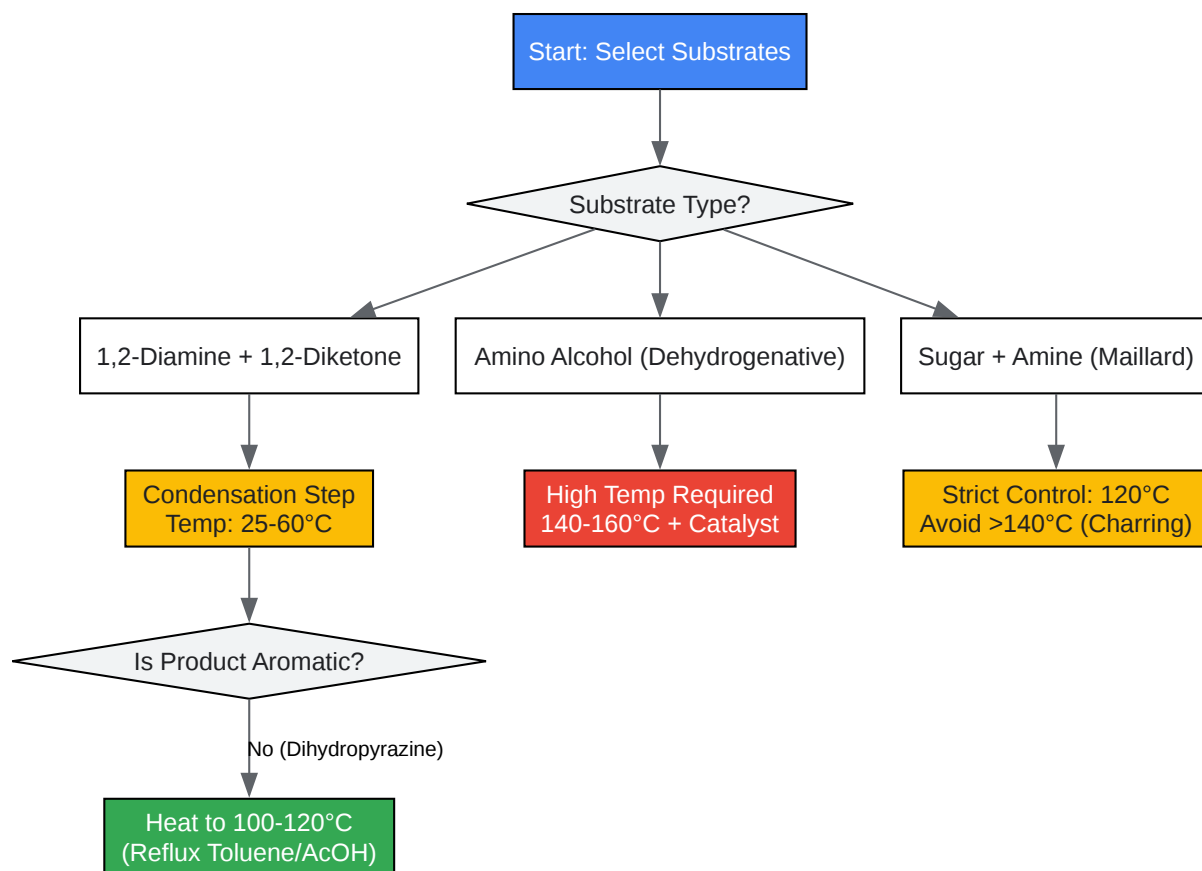 Start: Select Substrates
Substrate Type?
1,2-Diamine + 1,2-Diketone
Amino Alcohol (Dehydrogenative)
Sugar + Amine (Maillard)
Condensation Step
Temp: 25-60°C
High Temp Required
140-160°C + Catalyst
Strict Control: 120°C
Avoid >140°C (Charring)
Is Product Aromatic?
No (Dihydropyrazine)
Heat to 100-120°C
(Reflux Toluene/AcOH)